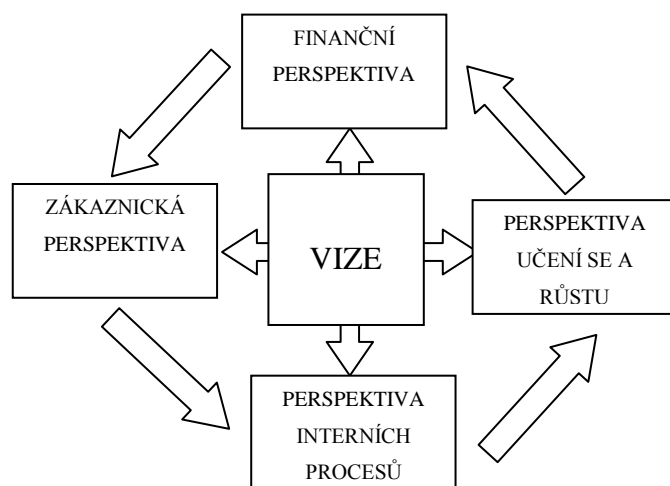 FINANČNÍ
PERSPEKTIVA
ZÁKAZNICKÁ
PERSPEKTIVA
VIZE
PERSPEKTIVA
UČENÍ SE A
RŮSTU
PERSPEKTIVA
INTERNÍCH
PROCESŮ